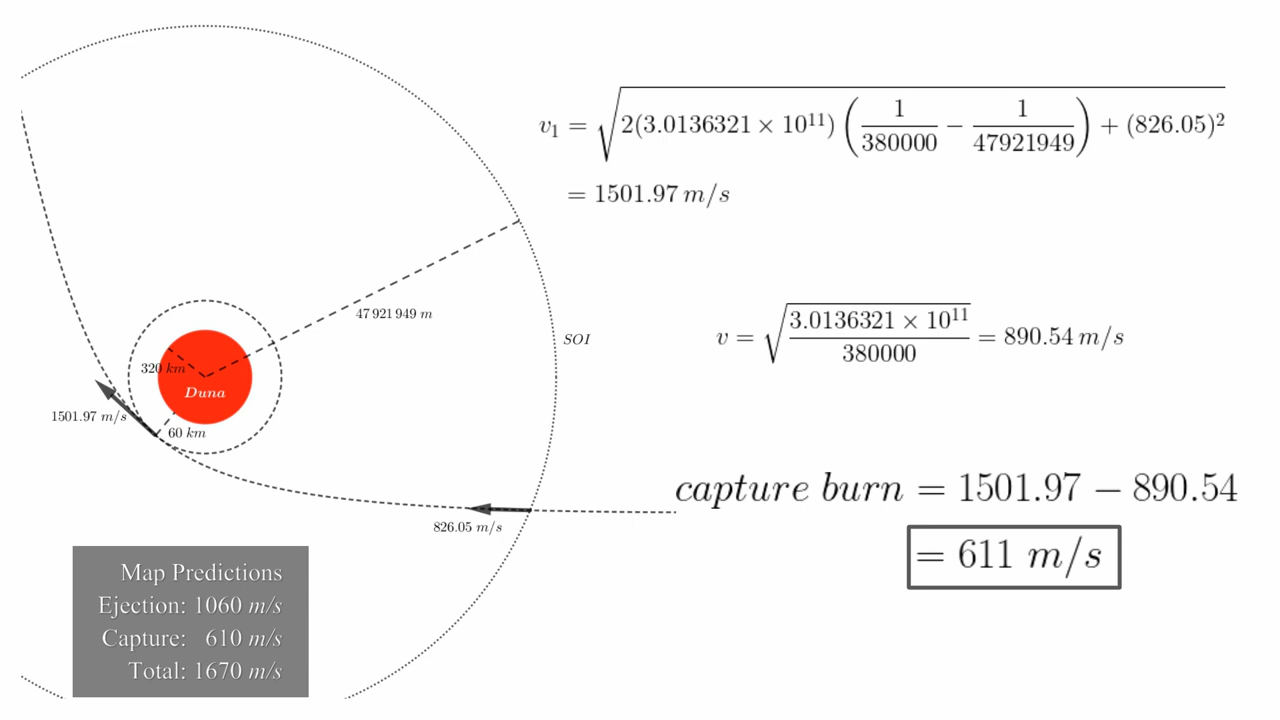 v₁ = √(2(3.0136321 × 10¹¹) (1/380000 − 1/47921949) + (826.05)²)
= 1501.97 m/s
47 921 949 m
SOI
v = √(3.0136321 × 10¹¹/380000) = 890.54 m/s
320 km
Duna
1501.97 m/s
60 km
capture burn = 1501.97 − 890.54
= 611 m/s
826.05 m/s
Map Predictions
Ejection: 1060 m/s
Capture: 610 m/s
Total: 1670 m/s